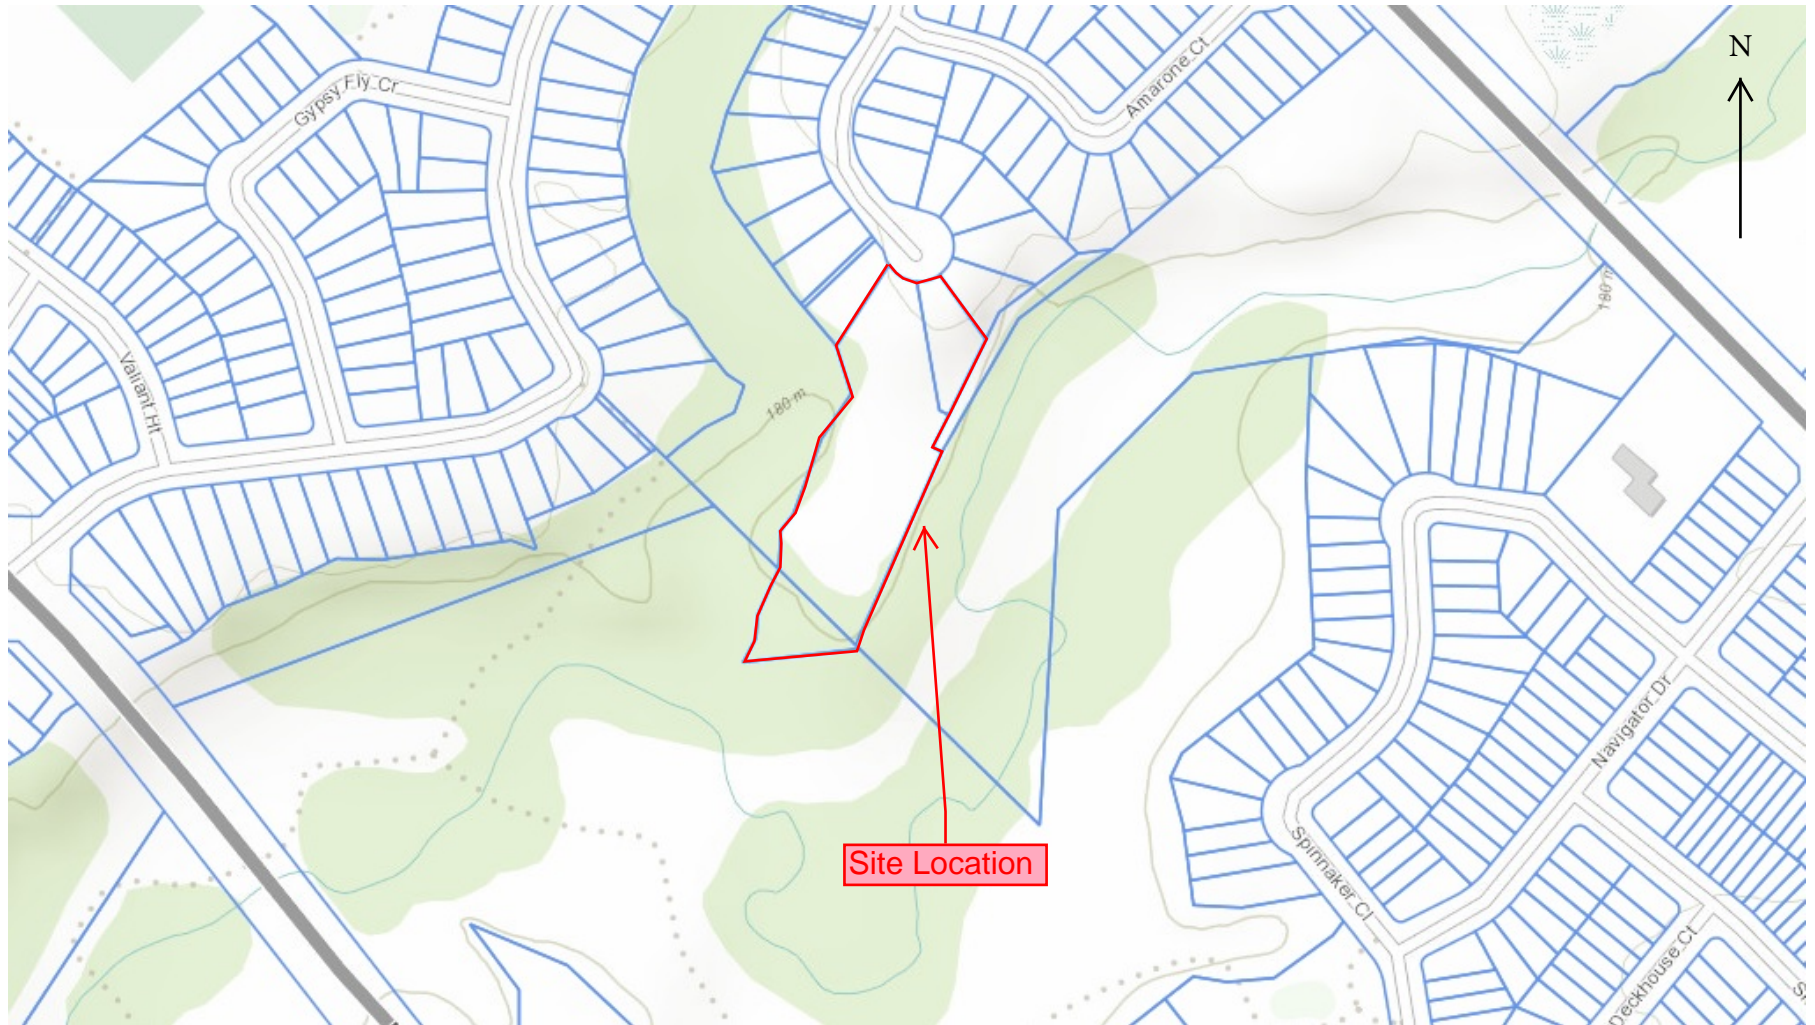 N
Amarone Ct
Gypsy Fly Cr
180 m
Valiant Ht
180 m
Navigator Dr
Site Location
Spinnaker Cl
Deckhouse Ct